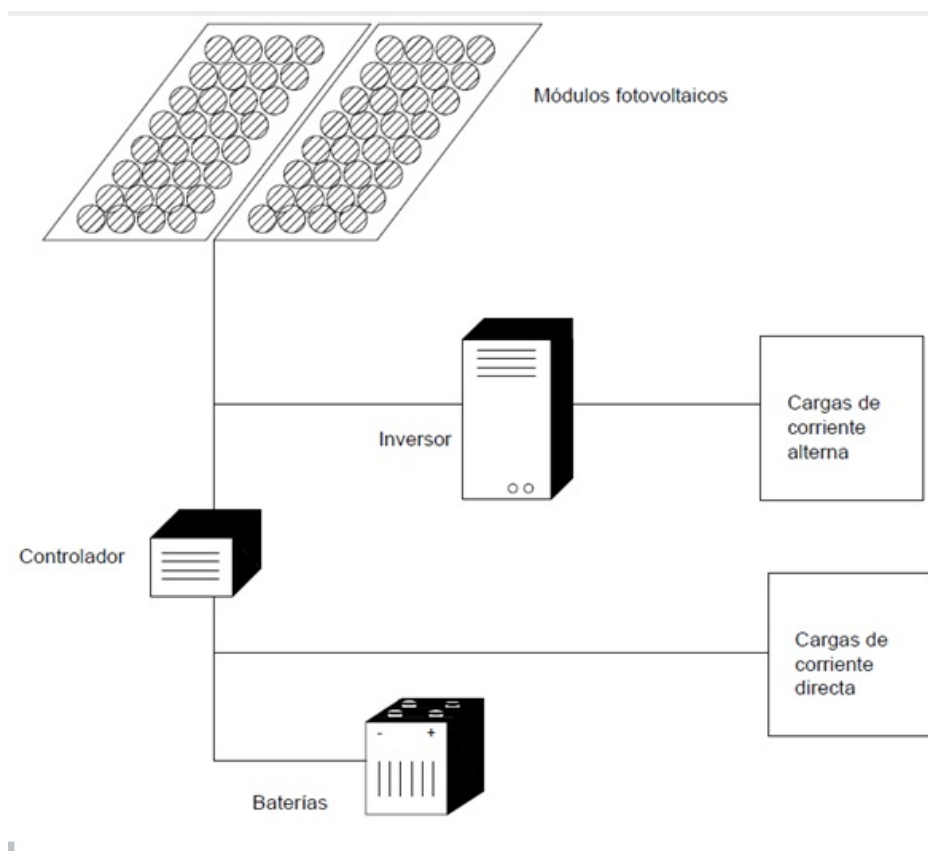 Módulos fotovoltaicos
Inversor
Cargas de
corriente
alterna
Controlador
Cargas de
corriente
directa
- +
Baterías